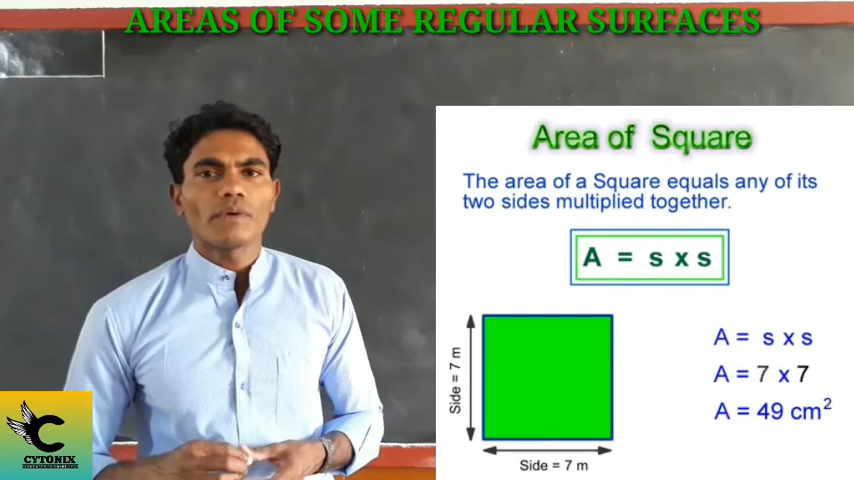 AREAS OF SOME REGULAR SURFACES
Area of Square
The area of a Square equals any of its
two sides multiplied together.
A = s x s
Side = 7 m
Side = 7 m
A = s x s
A = 7 x 7
A = 49 cm²
CYTONIX